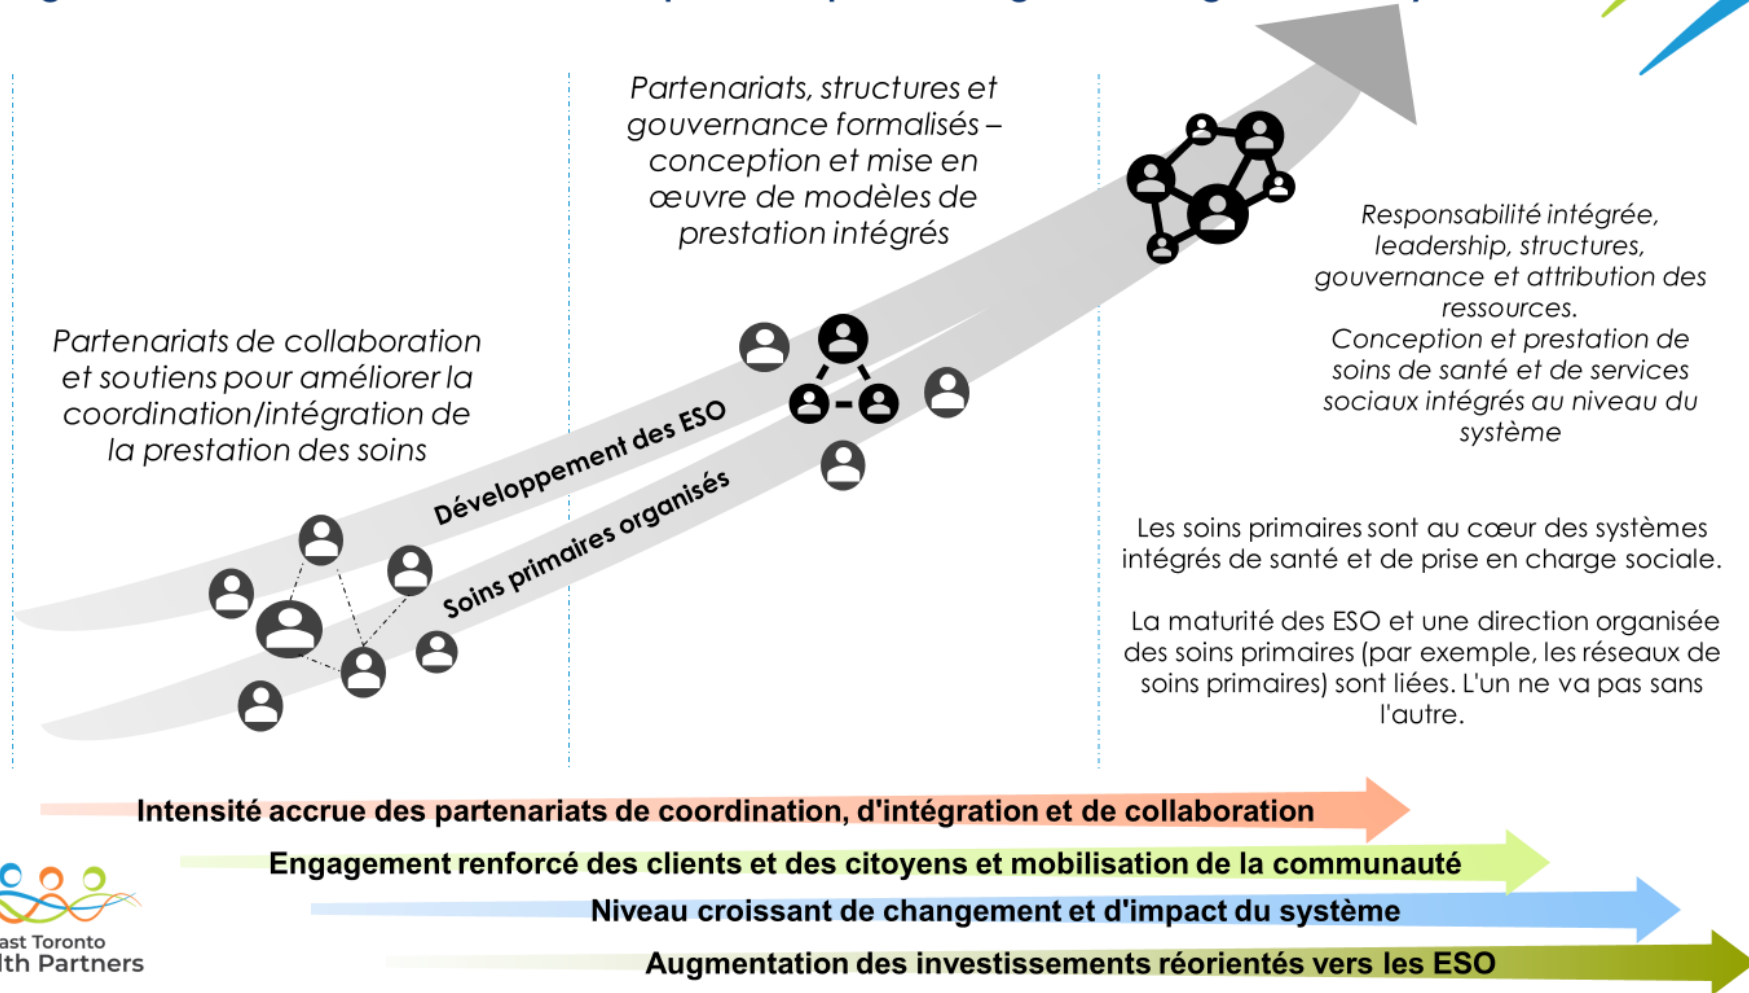 Partenariats, structures et
gouvernance formalisés –
conception et mise en
œuvre de modèles de
prestation intégrés
Responsabilité intégrée,
leadership, structures,
gouvernance et attribution des
ressources.
Conception et prestation de
soins de santé et de services
sociaux intégrés au niveau du
système
Partenariats de collaboration
et soutiens pour améliorer la
coordination/intégration de
la prestation des soins
Développement des ESO
Soins primaires organisés
Les soins primaires sont au cœur des systèmes
intégrés de santé et de prise en charge sociale.
La maturité des ESO et une direction organisée
des soins primaires (par exemple, les réseaux de
soins primaires) sont liées. L'un ne va pas sans
l'autre.
Intensité accrue des partenariats de coordination, d'intégration et de collaboration
Engagement renforcé des clients et des citoyens et mobilisation de la communauté
Niveau croissant de changement et d'impact du système
Augmentation des investissements réorientés vers les ESO
ast Toronto
lth Partners